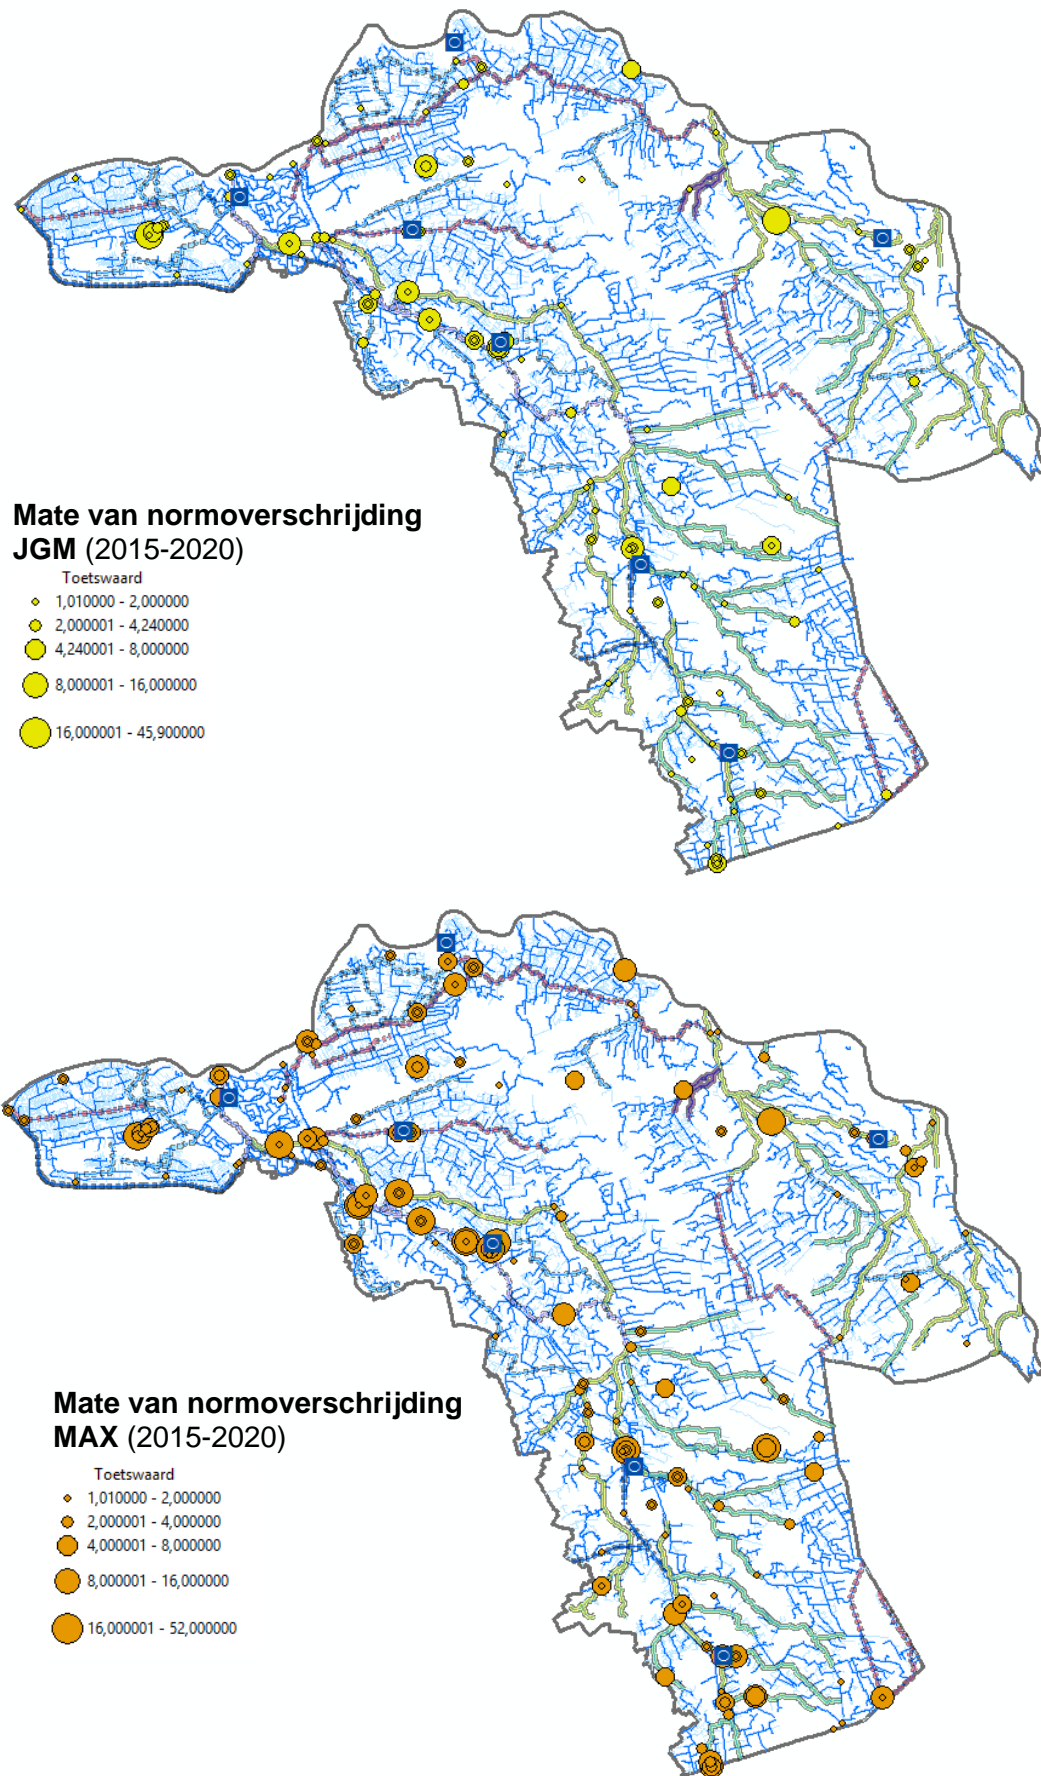 Mate van normoverschrijding
JGM (2015-2020)
Toetswaard
1,010000 - 2,000000
2,000001 - 4,240000
4,240001 - 8,000000
8,000001 - 16,000000
16,000001 - 45,900000
Mate van normoverschrijding
MAX (2015-2020)
Toetswaard
1,010000 - 2,000000
2,000001 - 4,000000
4,000001 - 8,000000
8,000001 - 16,000000
16,000001 - 52,000000